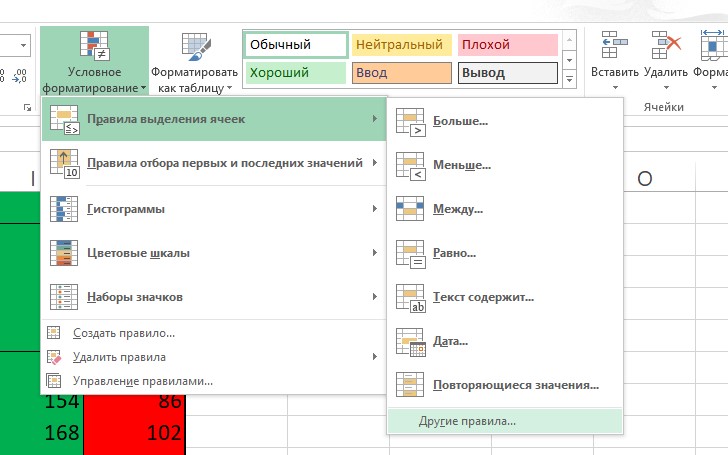 Условное
форматирование
Форматировать
как таблицу
Обычный
Нейтральный
Плохой
Хороший
Ввод
Вывод
Вставить
Удалить
Ячейки
Правила выделения ячеек
Правила отбора первых и последних значений
Гистограммы
Цветовые шкалы
Наборы значков
Создать правило...
Удалить правила
Управление правилами...
Больше...
Меньше...
Между...
Равно...
Текст содержит...
Дата...
Повторяющиеся значения...
Другие правила...
I
O
154
86
168
102